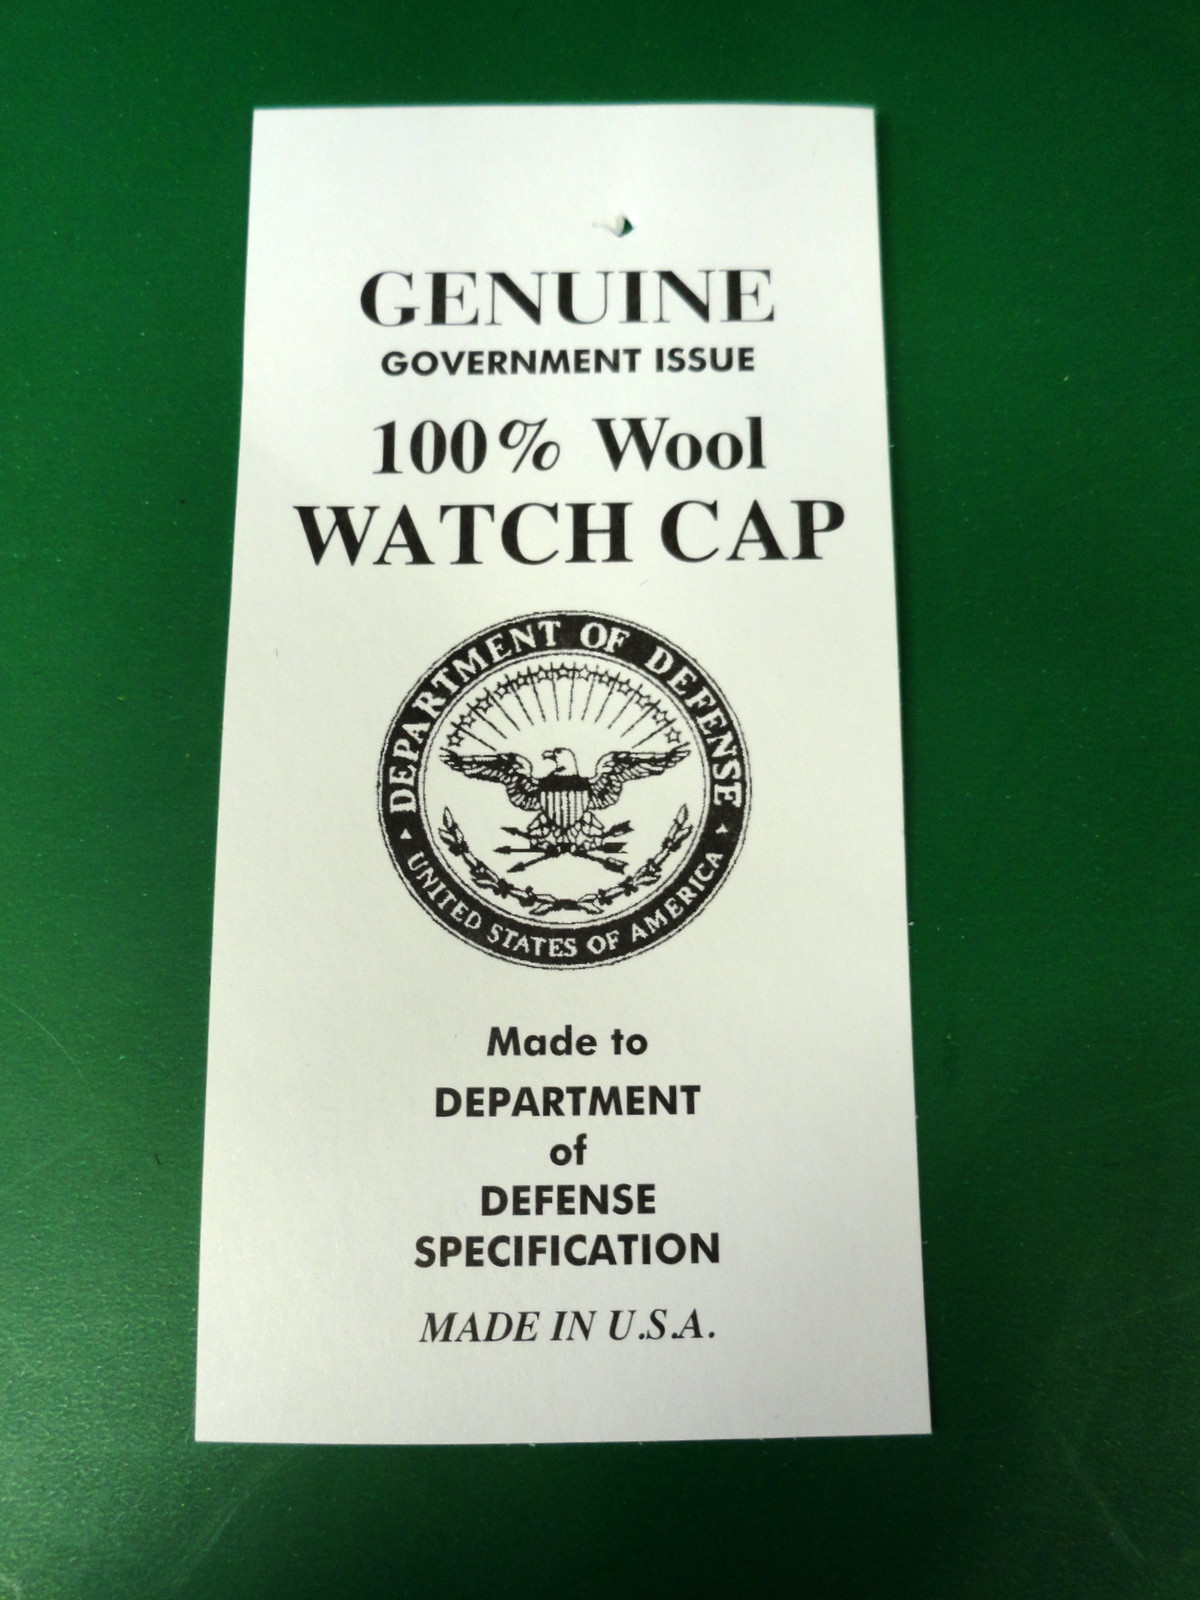 GENUINE
GOVERNMENT ISSUE
100% Wool
WATCH CAP
DEPARTMENT OF DEFENSE
UNITED STATES OF AMERICA
Made to
DEPARTMENT
of
DEFENSE
SPECIFICATION
MADE IN U.S.A.